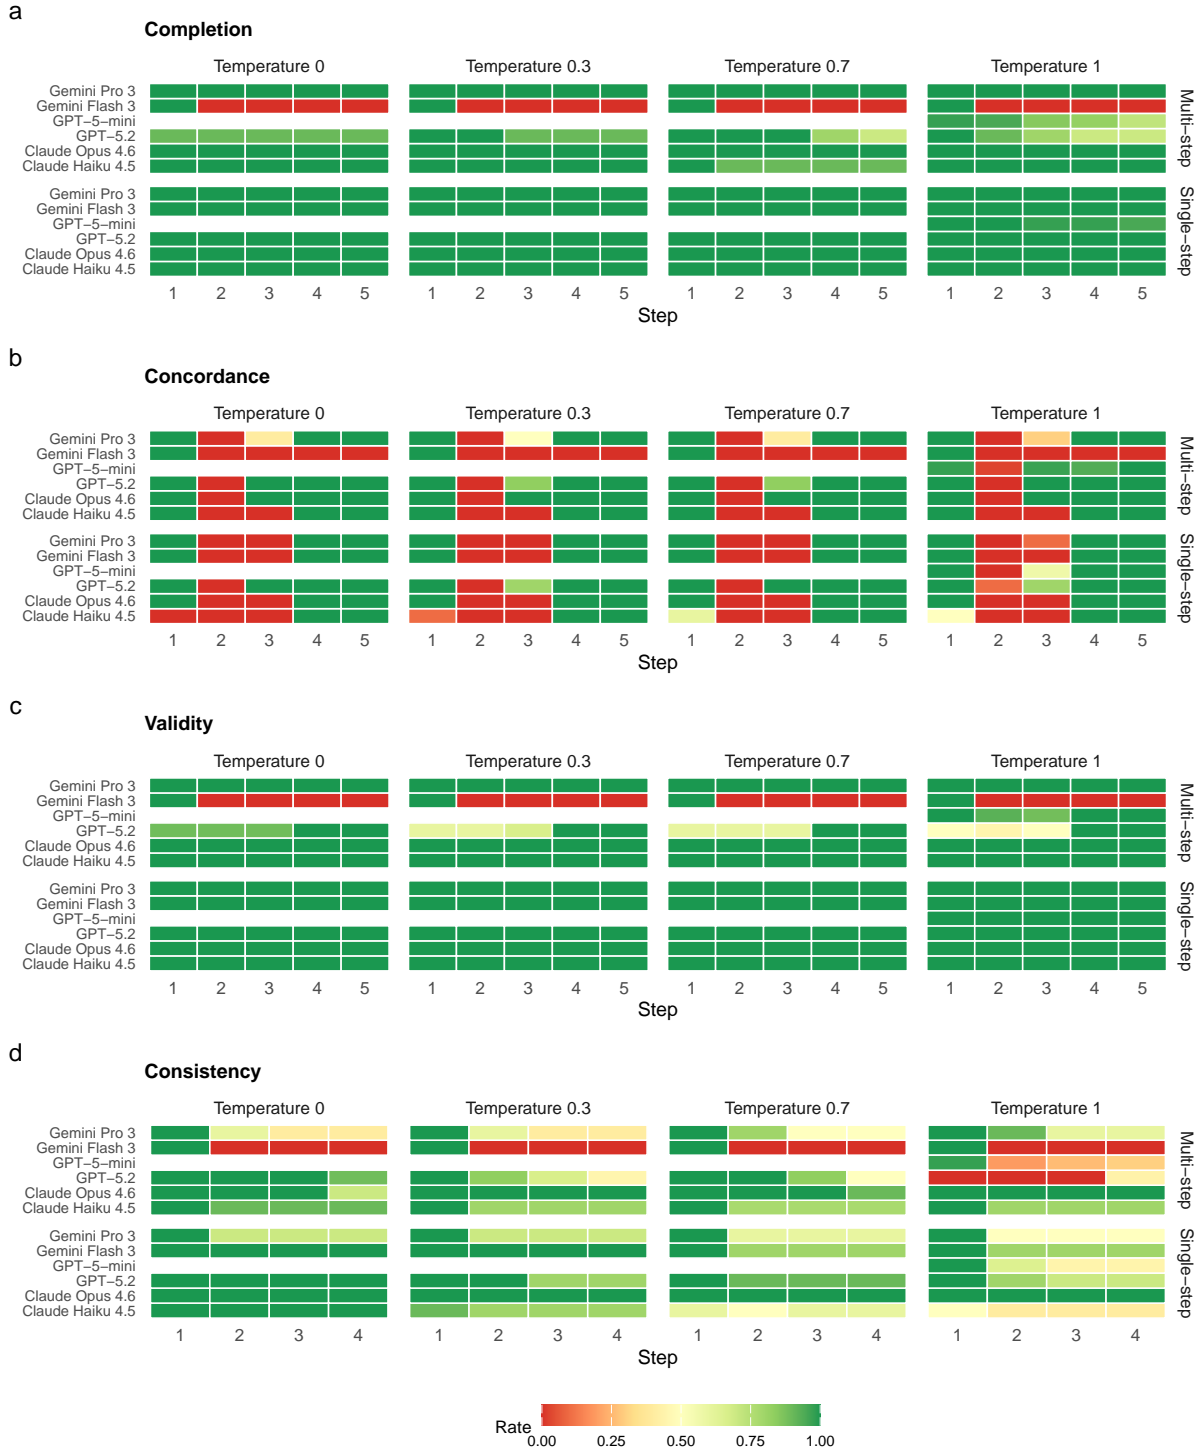 a
Completion
Temperature 0 Temperature 0.3 Temperature 0.7 Temperature 1
Gemini Pro 3
Gemini Flash 3
GPT−5−mini
GPT−5.2
Claude Opus 4.6
Claude Haiku 4.5
Multi−step
Gemini Pro 3
Gemini Flash 3
GPT−5−mini
GPT−5.2
Claude Opus 4.6
Claude Haiku 4.5
Single−step
1 2 3 4 5 1 2 3 4 5 1 2 3 4 5 1 2 3 4 5
Step
b
Concordance
Temperature 0 Temperature 0.3 Temperature 0.7 Temperature 1
Gemini Pro 3
Gemini Flash 3
GPT−5−mini
GPT−5.2
Claude Opus 4.6
Claude Haiku 4.5
Multi−step
Gemini Pro 3
Gemini Flash 3
GPT−5−mini
GPT−5.2
Claude Opus 4.6
Claude Haiku 4.5
Single−step
1 2 3 4 5 1 2 3 4 5 1 2 3 4 5 1 2 3 4 5
Step
c
Validity
Temperature 0 Temperature 0.3 Temperature 0.7 Temperature 1
Gemini Pro 3
Gemini Flash 3
GPT−5−mini
GPT−5.2
Claude Opus 4.6
Claude Haiku 4.5
Multi−step
Gemini Pro 3
Gemini Flash 3
GPT−5−mini
GPT−5.2
Claude Opus 4.6
Claude Haiku 4.5
Single−step
1 2 3 4 5 1 2 3 4 5 1 2 3 4 5 1 2 3 4 5
Step
d
Consistency
Temperature 0 Temperature 0.3 Temperature 0.7 Temperature 1
Gemini Pro 3
Gemini Flash 3
GPT−5−mini
GPT−5.2
Claude Opus 4.6
Claude Haiku 4.5
Multi−step
Gemini Pro 3
Gemini Flash 3
GPT−5−mini
GPT−5.2
Claude Opus 4.6
Claude Haiku 4.5
Single−step
1 2 3 4 1 2 3 4 1 2 3 4 1 2 3 4
Step
Rate
0.00 0.25 0.50 0.75 1.00